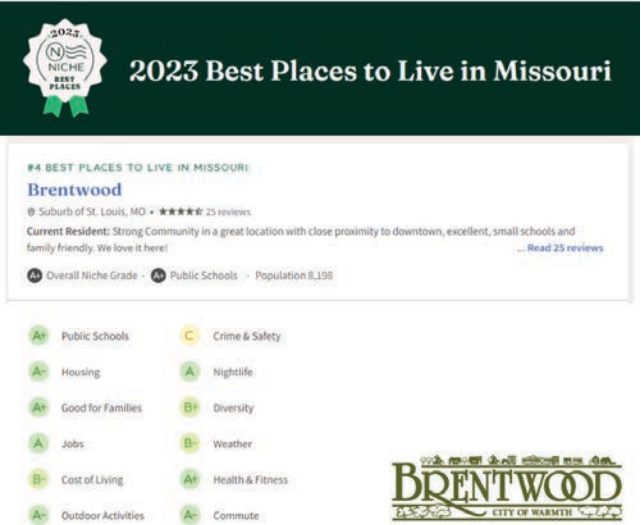 2023
N
NICHE
BEST
PLACES
2023 Best Places to Live in Missouri
#4 BEST PLACES TO LIVE IN MISSOURI
Brentwood
Suburb of St. Louis, MO • ★★★★★ 25 reviews
Current Resident: Strong Community in a great location with close proximity to downtown, excellent, small schools and
family friendly. We love it here!
... Read 25 reviews
A+ Overall Niche Grade · A+ Public Schools · Population 8,198
A+ Public Schools
C Crime & Safety
A- Housing
A Nightlife
A+ Good for Families
B+ Diversity
A Jobs
B- Weather
B- Cost of Living
A+ Health & Fitness
A- Outdoor Activities
A- Commute
BRENTWOOD
CITY OF WARMTH